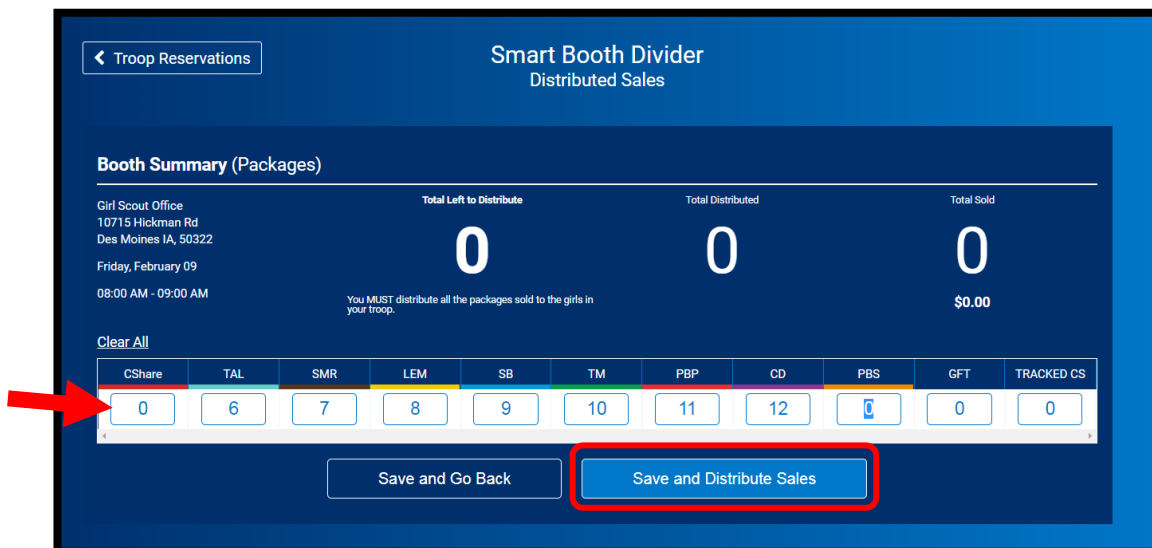 Troop Reservations
Smart Booth Divider
Distributed Sales
Booth Summary (Packages)
Girl Scout Office
10715 Hickman Rd
Des Moines IA, 50322
Friday, February 09
08:00 AM - 09:00 AM
Total Left to Distribute
0
You MUST distribute all the packages sold to the girls in
your troop.
Total Distributed
0
Total Sold
0
$0.00
Clear All
CShare TAL SMR LEM SB TM PBP CD PBS GFT TRACKED CS
0 6 7 8 9 10 11 12 0 0 0
Save and Go Back
Save and Distribute Sales